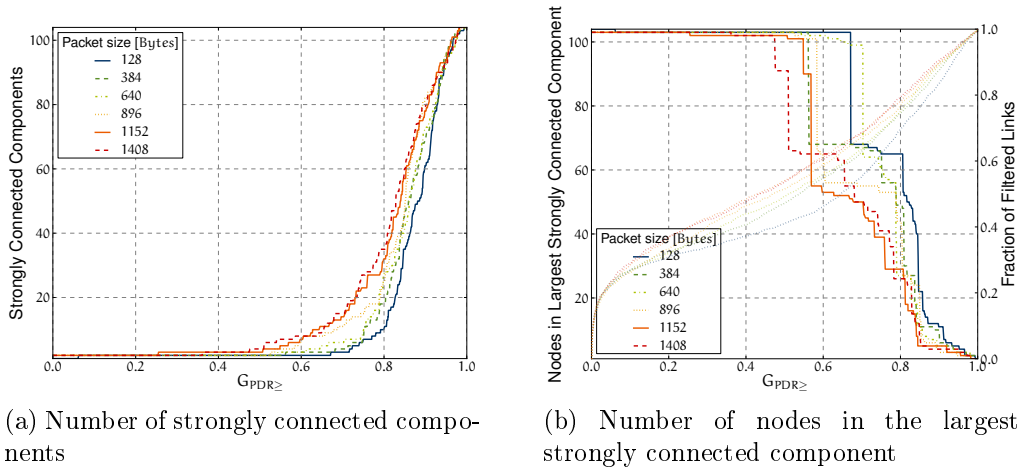 Strongly Connected Components
100
80
60
40
20
0.0 0.2 0.4 0.6 0.8 1.0
G_PDR≥
Packet size [Bytes]
128
384
640
896
1152
1408
(a) Number of strongly connected compo-
nents
Nodes in Largest Strongly Connected Component
100
80
60
40
20
0.0 0.2 0.4 0.6 0.8 1.0
G_PDR≥
Packet size [Bytes]
128
384
640
896
1152
1408
1.0
0.8
0.6
0.4
0.2
0.0
Fraction of Filtered Links
(b) Number of nodes in the largest
strongly connected component